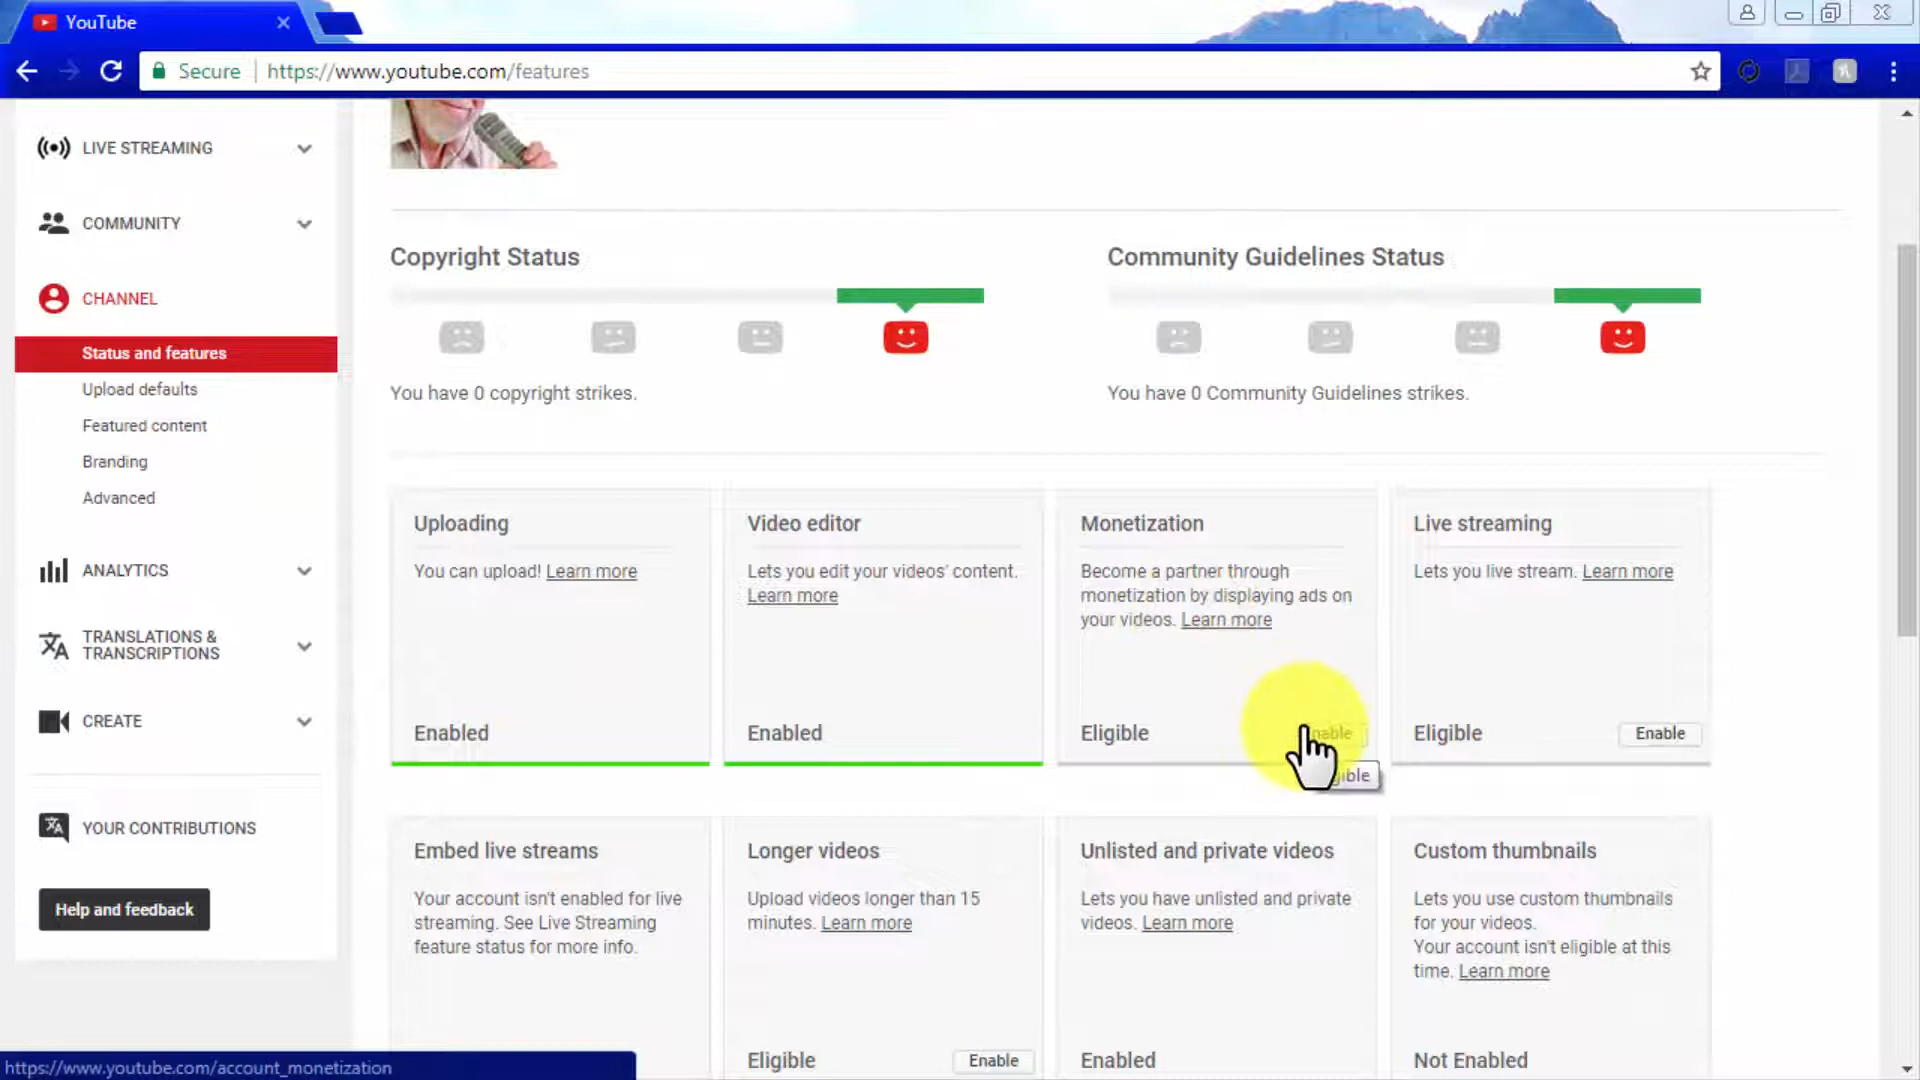 YouTube
Secure
https://www.youtube.com/features
LIVE STREAMING
COMMUNITY
CHANNEL
Status and features
Upload defaults
Featured content
Branding
Advanced
ANALYTICS
TRANSLATIONS &
TRANSCRIPTIONS
CREATE
YOUR CONTRIBUTIONS
Help and feedback
Copyright Status
You have 0 copyright strikes.
Community Guidelines Status
You have 0 Community Guidelines strikes.
Uploading
You can upload! Learn more
Enabled
Video editor
Lets you edit your videos' content.
Learn more
Enabled
Monetization
Become a partner through
monetization by displaying ads on
your videos. Learn more
Eligible
Live streaming
Lets you live stream. Learn more
Eligible
Enable
Embed live streams
Your account isn't enabled for live
streaming. See Live Streaming
feature status for more info.
Longer videos
Upload videos longer than 15
minutes. Learn more
Eligible
Enable
Unlisted and private videos
Lets you have unlisted and private
videos. Learn more
Enabled
Custom thumbnails
Lets you use custom thumbnails
for your videos.
Your account isn't eligible at this
time. Learn more
Not Enabled
https://www.youtube.com/account_monetization